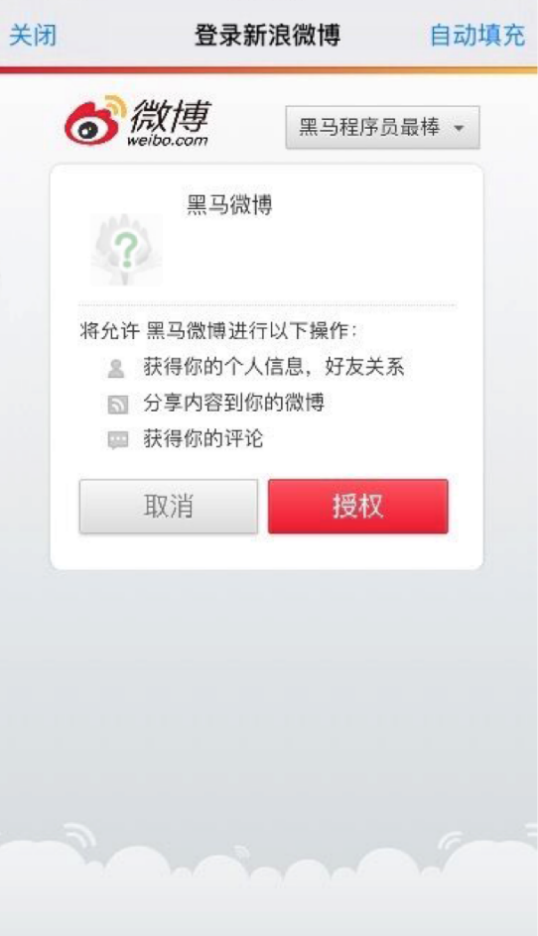 关闭 登录新浪微博 自动填充
微博
weibo.com
黑马程序员最棒
黑马微博
?
将允许 黑马微博进行以下操作：
获得你的个人信息，好友关系
分享内容到你的微博
获得你的评论
取消 授权